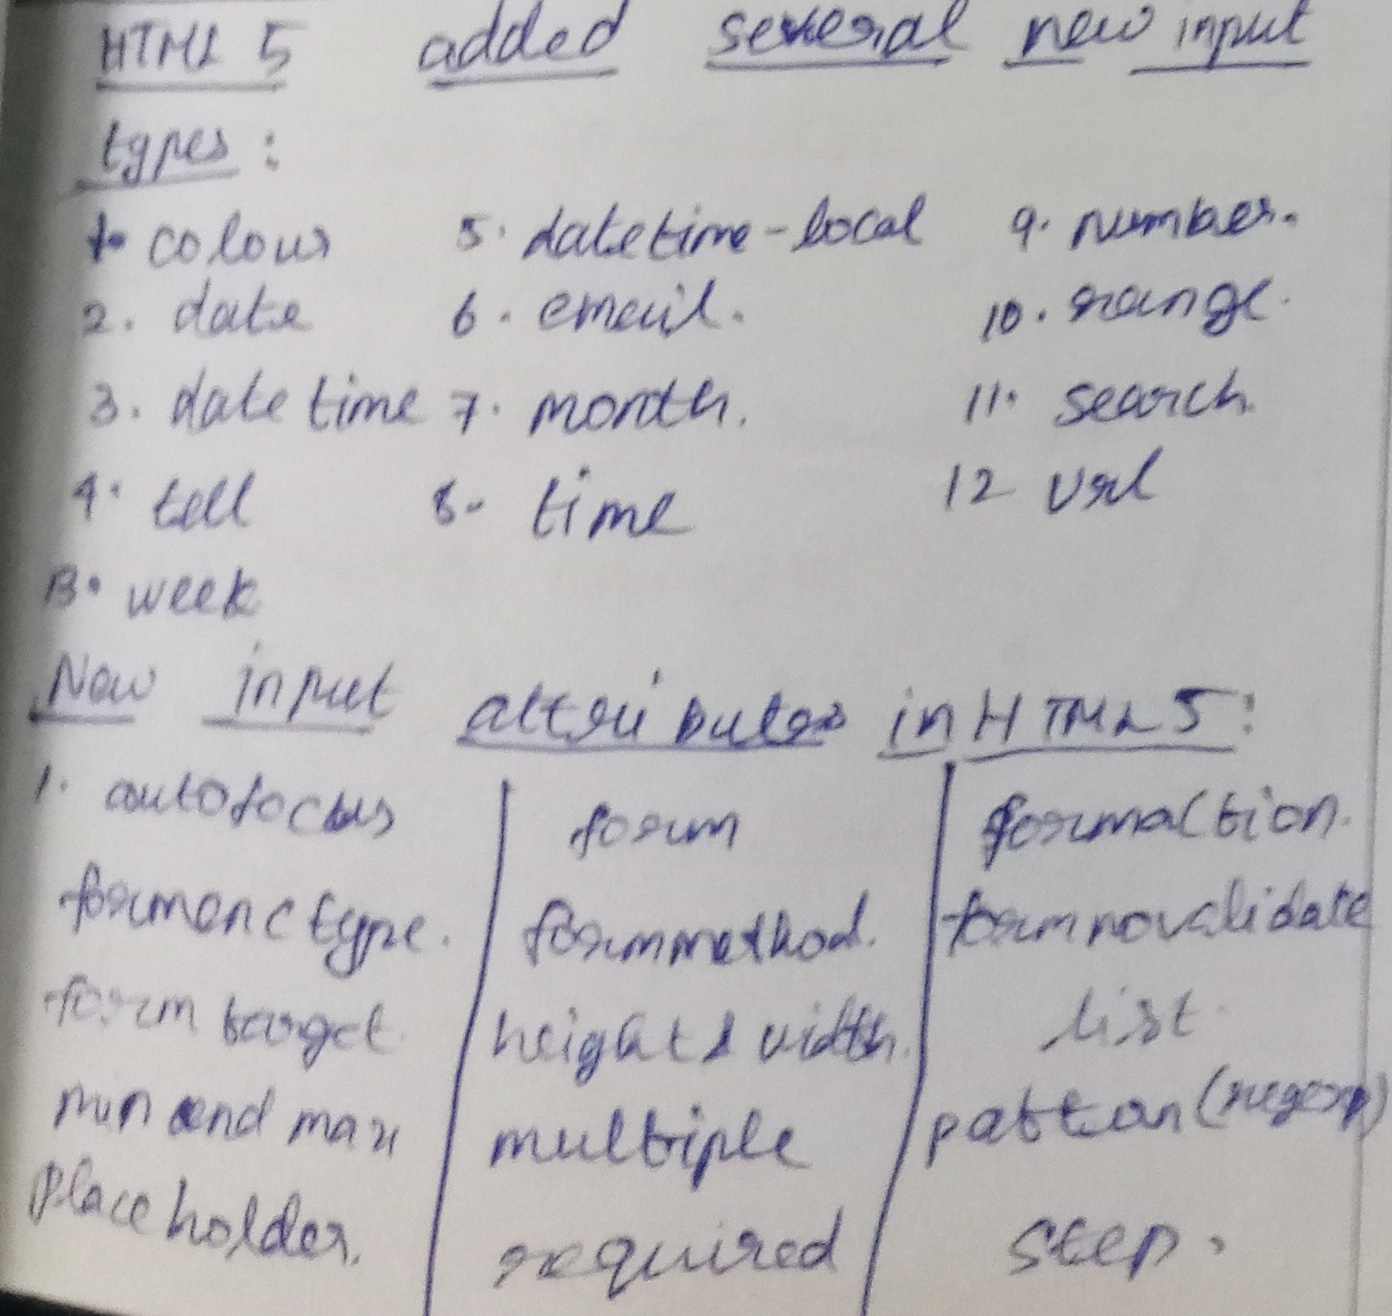 HTML 5 added several new input
types :
1. colour 5. datetime-local 9. number.
2. date 6. email. 10. range.
3. date time 7. month. 11. search.
4. tell 8. time 12 url
13. week
New input attributes in HTML 5:
1. autofocus form formaction.
formenctype. formmethod. formnovalidate
form target height & width. list.
min and max multiple pattern (regexp)
Place holder. required step.